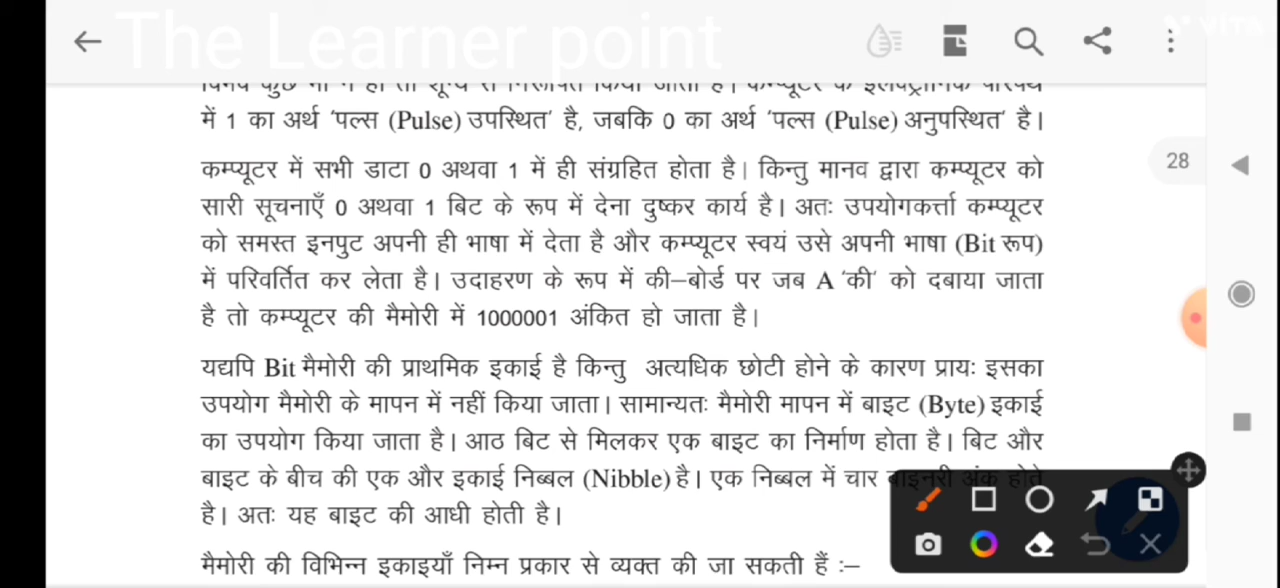 The Learner point
VITA
में 1 का अर्थ 'पल्स (Pulse) उपस्थित' है, जबकि 0 का अर्थ 'पल्स (Pulse) अनुपस्थित' है।
28
कम्प्यूटर में सभी डाटा 0 अथवा 1 में ही संग्रहित होता है। किन्तु मानव द्वारा कम्प्यूटर को
सारी सूचनाएँ 0 अथवा 1 बिट के रूप में देना दुष्कर कार्य है। अतः उपयोगकर्त्ता कम्प्यूटर
को समस्त इनपुट अपनी ही भाषा में देता है और कम्प्यूटर स्वयं उसे अपनी भाषा (Bit रूप)
में परिवर्तित कर लेता है। उदाहरण के रूप में की–बोर्ड पर जब A 'की' को दबाया जाता
है तो कम्प्यूटर की मैमोरी में 1000001 अंकित हो जाता है।
यद्यपि Bit मैमोरी की प्राथमिक इकाई है किन्तु अत्यधिक छोटी होने के कारण प्रायः इसका
उपयोग मैमोरी के मापन में नहीं किया जाता। सामान्यतः मैमोरी मापन में बाइट (Byte) इकाई
का उपयोग किया जाता है। आठ बिट से मिलकर एक बाइट का निर्माण होता है। बिट और
बाइट के बीच की एक और इकाई निब्बल (Nibble) है। एक निब्बल में चार बाइनरी अंक होते
है। अतः यह बाइट की आधी होती है।
मैमोरी की विभिन्न इकाइयाँ निम्न प्रकार से व्यक्त की जा सकती हैं :–